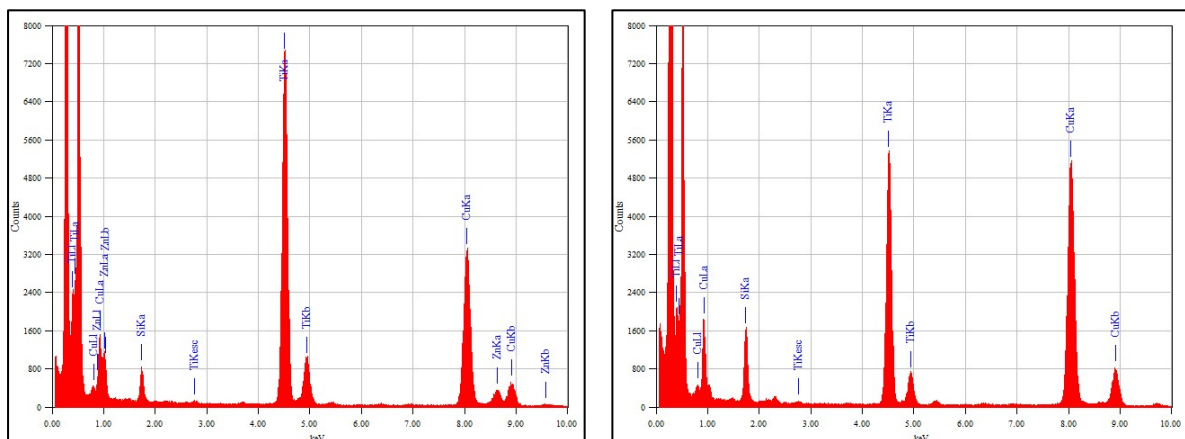 8000
7200
6400
5600
4800
4000
3200
2400
1600
800
0
Counts
0.00 1.00 2.00 3.00 4.00 5.00 6.00 7.00 8.00 9.00 10.00
keV
TiLl TiLa
CuLl
ZnLl CuLa
ZnLa ZnLb
SiKa
TiKesc
TiKa
TiKb
CuKa
ZnKa
CuKb
ZnKb
8000
7200
6400
5600
4800
4000
3200
2400
1600
800
0
Counts
0.00 1.00 2.00 3.00 4.00 5.00 6.00 7.00 8.00 9.00 10.00
keV
TiLl TiLa
CuLl
CuLa
SiKa
TiKesc
TiKa
TiKb
CuKa
CuKb